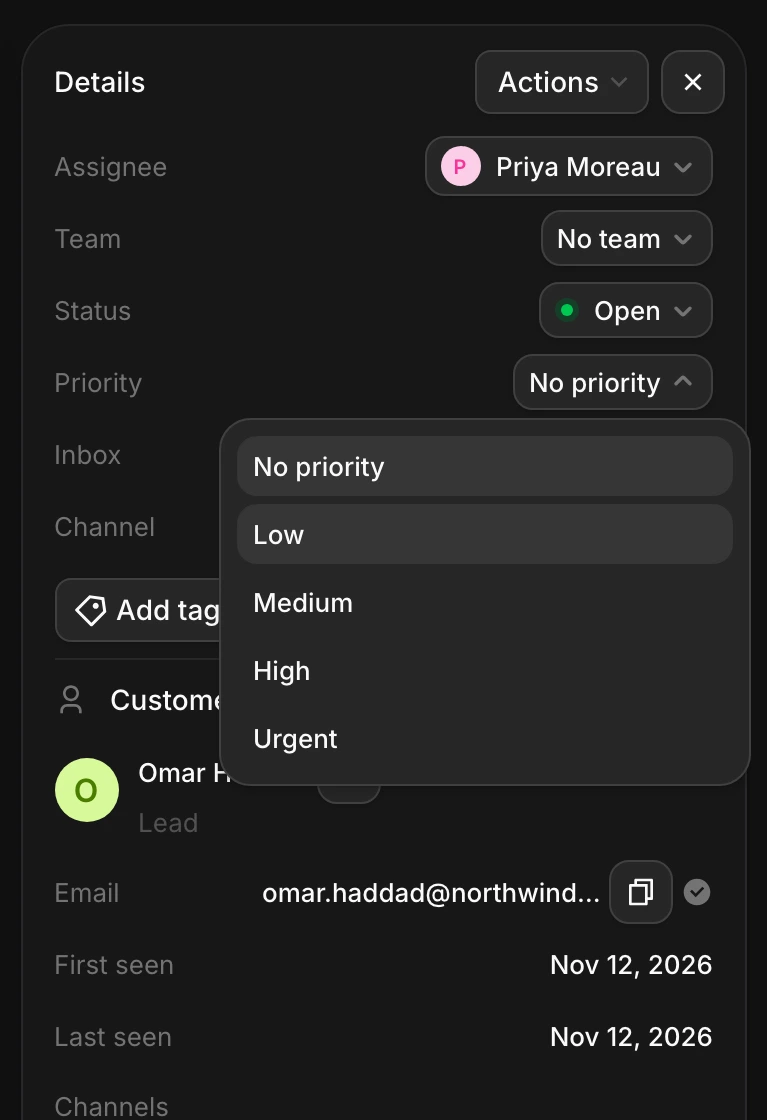 Details
Actions
Assignee
P
Priya Moreau
Team
No team
Status
Open
Priority
No priority
Inbox
No priority
Low
Channel
Medium
Add tag
High
Urgent
Custome
Omar H
O
Lead
Email
omar.haddad@northwind...
First seen
Nov 12, 2026
Last seen
Nov 12, 2026
Channels